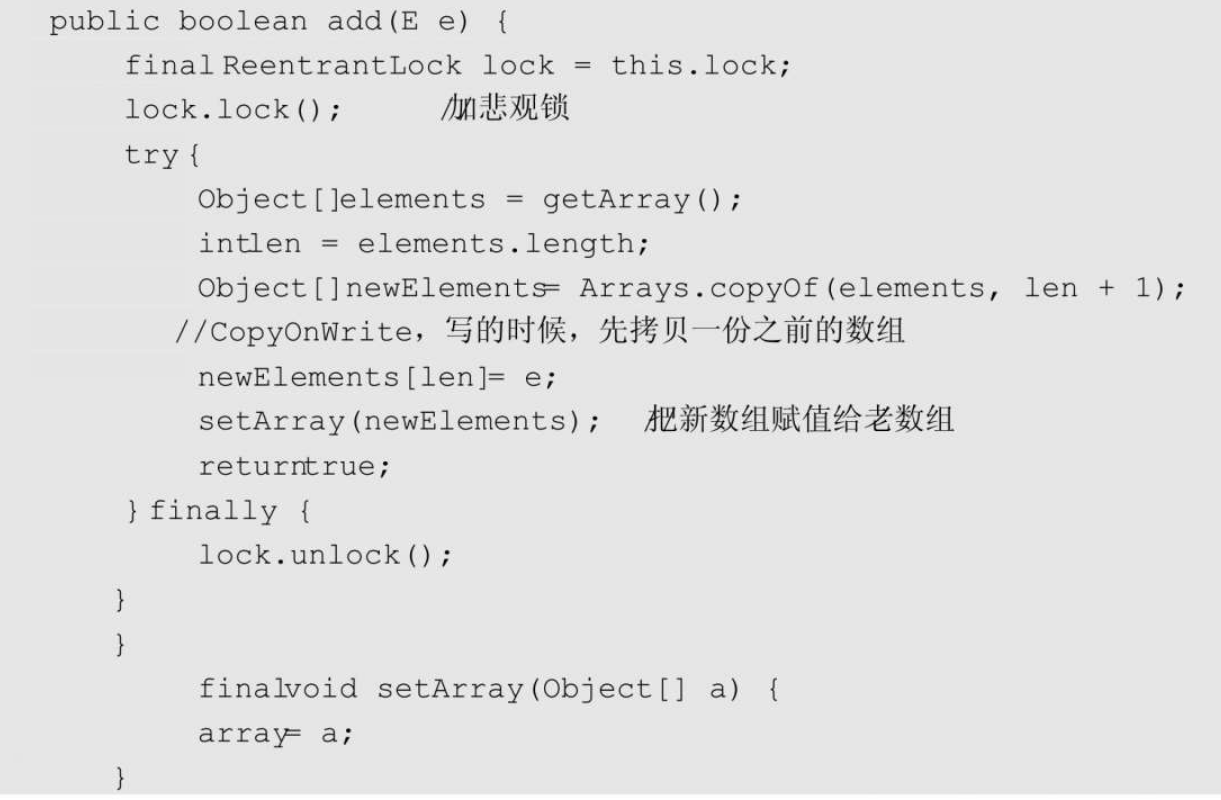 public boolean add(E e) {
final ReentrantLock lock = this.lock;
lock.lock(); //加悲观锁
try {
Object[]elements = getArray();
intlen = elements.length;
Object[]newElements= Arrays.copyOf(elements, len + 1);
//CopyOnWrite，写的时候，先拷贝一份之前的数组
newElements[len]= e;
setArray(newElements); //把新数组赋值给老数组
returntrue;
} finally {
lock.unlock();
}
}
finalvoid setArray(Object[] a) {
array= a;
}